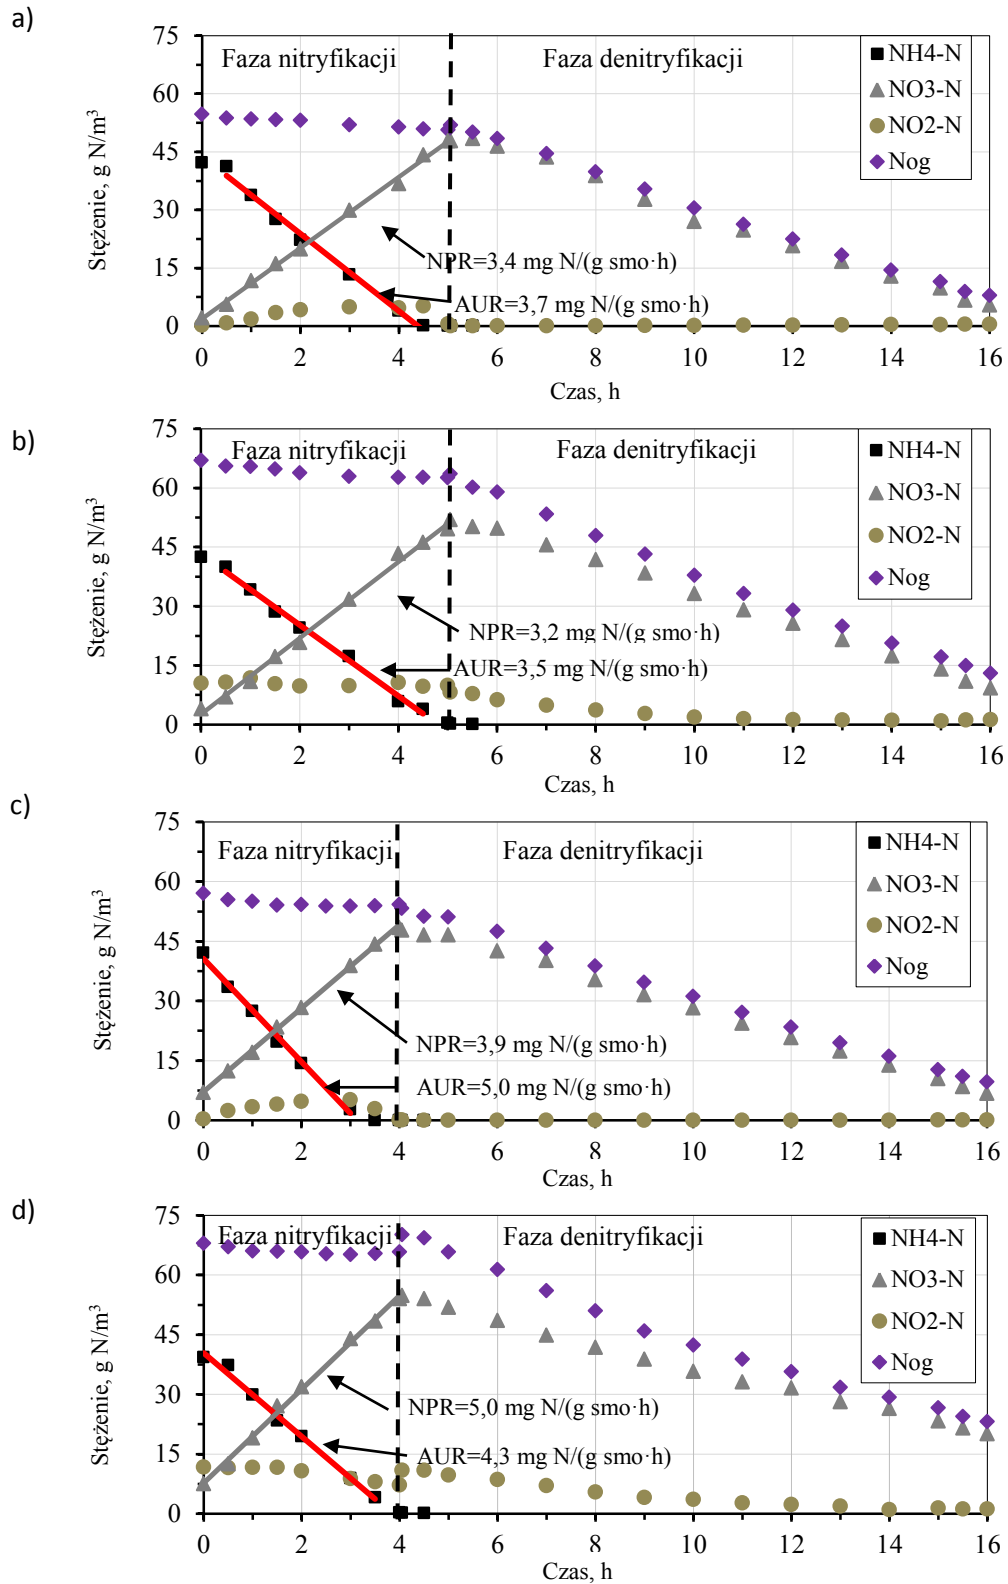 a)
75
Faza nitryfikacji
Faza denitryfikacji
NH4-N
NO3-N
NO2-N
Nog
60
45
30
15
0
Stężenie, g N/m³
NPR=3,4 mg N/(g smo·h)
AUR=3,7 mg N/(g smo·h)
0 2 4 6 8 10 12 14 16
Czas, h
b)
75
Faza nitryfikacji
Faza denitryfikacji
NH4-N
NO3-N
NO2-N
Nog
60
45
30
15
0
Stężenie, g N/m³
NPR=3,2 mg N/(g smo·h)
AUR=3,5 mg N/(g smo·h)
0 2 4 6 8 10 12 14 16
Czas, h
c)
75
Faza nitryfikacji
Faza denitryfikacji
NH4-N
NO3-N
NO2-N
Nog
60
45
30
15
0
Stężenie, g N/m³
NPR=3,9 mg N/(g smo·h)
AUR=5,0 mg N/(g smo·h)
0 2 4 6 8 10 12 14 16
Czas, h
d)
75
Faza nitryfikacji
Faza denitryfikacji
NH4-N
NO3-N
NO2-N
Nog
60
45
30
15
0
Stężenie, g N/m³
NPR=5,0 mg N/(g smo·h)
AUR=4,3 mg N/(g smo·h)
0 2 4 6 8 10 12 14 16
Czas, h